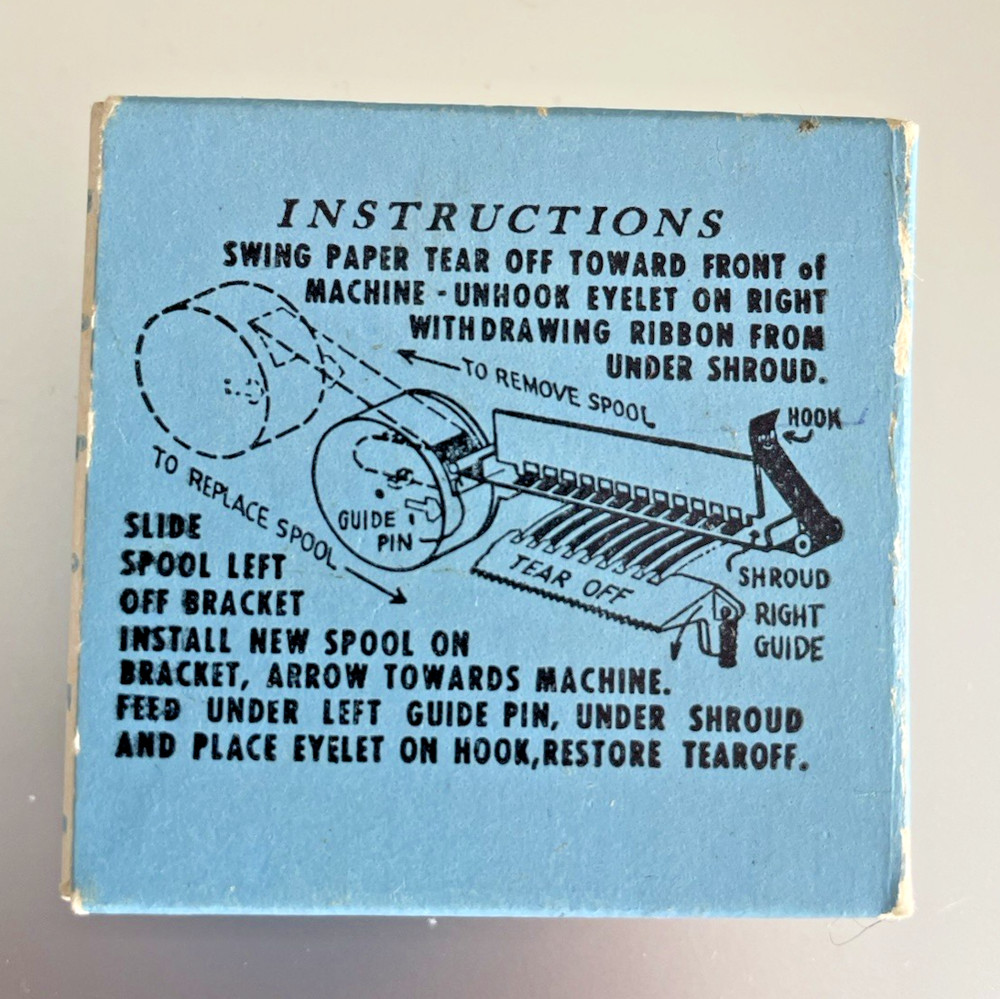 INSTRUCTIONS
SWING PAPER TEAR OFF TOWARD FRONT of
MACHINE - UNHOOK EYELET ON RIGHT
WITHDRAWING RIBBON FROM
UNDER SHROUD.
TO REMOVE SPOOL
HOOK
TO REPLACE SPOOL
GUIDE
PIN
TEAR OFF
SHROUD
RIGHT
GUIDE
SLIDE
SPOOL LEFT
OFF BRACKET
INSTALL NEW SPOOL ON
BRACKET, ARROW TOWARDS MACHINE.
FEED UNDER LEFT GUIDE PIN, UNDER SHROUD
AND PLACE EYELET ON HOOK, RESTORE TEAROFF.